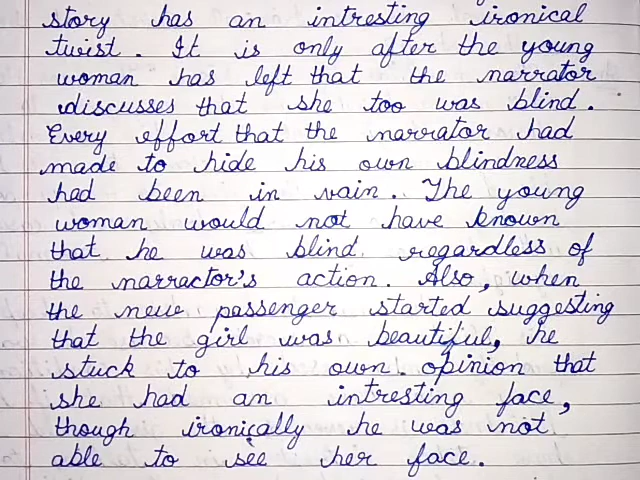 story has an intresting ironical
twist. It is only after the young
woman has left that the narrator
discusses that she too was blind.
Every effort that the narrator had
made to hide his own blindness
had been in vain. The young
woman would not have known
that he was blind regardless of
the narractor's action. Also, when
the new passenger started suggesting
that the girl was beautiful, he
stuck to his own opinion that
she had an intresting face,
though ironically he was not
able to see her face.